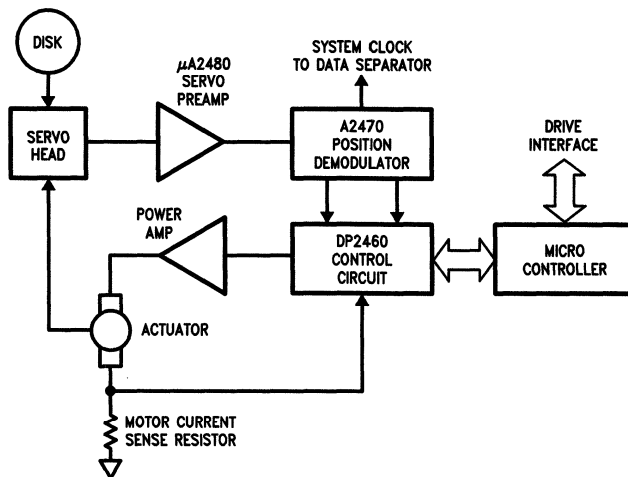 DISK
SYSTEM CLOCK
TO DATA SEPARATOR
μA2480
SERVO
PREAMP
SERVO
HEAD
A2470
POSITION
DEMODULATOR
DRIVE
INTERFACE
POWER
AMP
DP2460
CONTROL
CIRCUIT
MICRO
CONTROLLER
ACTUATOR
MOTOR CURRENT
SENSE RESISTOR